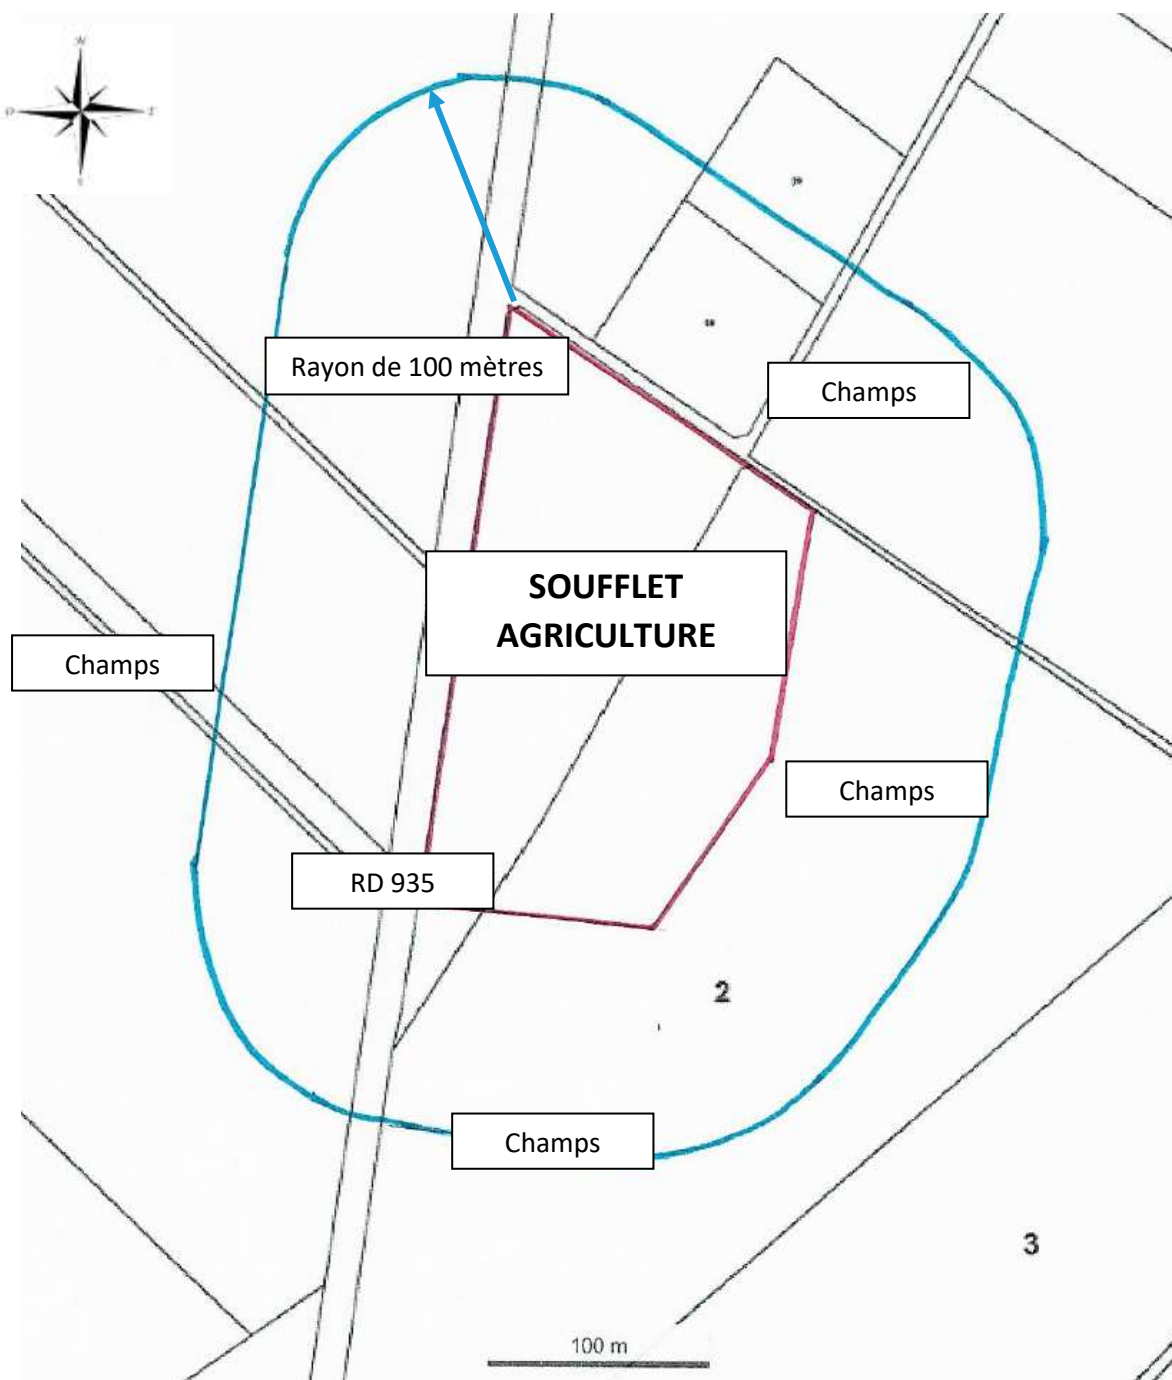 N
O
E
S
Rayon de 100 mètres
Champs
SOUFFLET
AGRICULTURE
Champs
Champs
RD 935
2
Champs
3
100 m